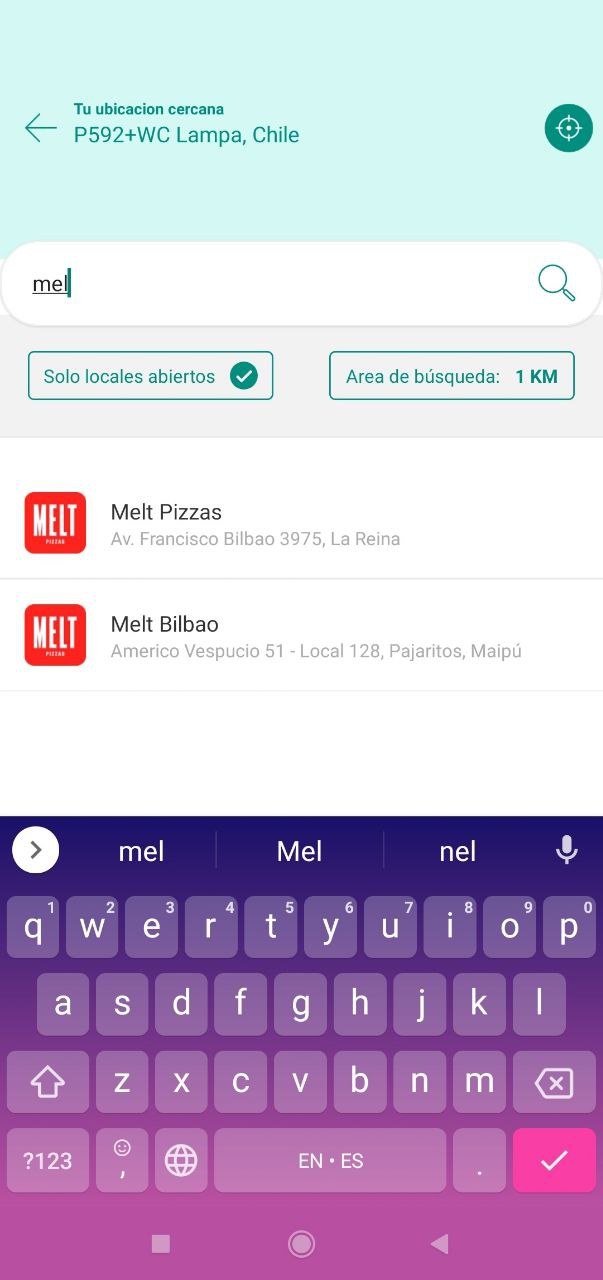 Tu ubicacion cercana
P592+WC Lampa, Chile
mel
Solo locales abiertos
Area de búsqueda: 1 KM
MELT
PIZZAS
Melt Pizzas
Av. Francisco Bilbao 3975, La Reina
MELT
PIZZAS
Melt Bilbao
Americo Vespucio 51 - Local 128, Pajaritos, Maipú
mel Mel nel
1 2 3 4 5 6 7 8 9 0
q w e r t y u i o p
a s d f g h j k l
z x c v b n m
?123 , EN • ES .